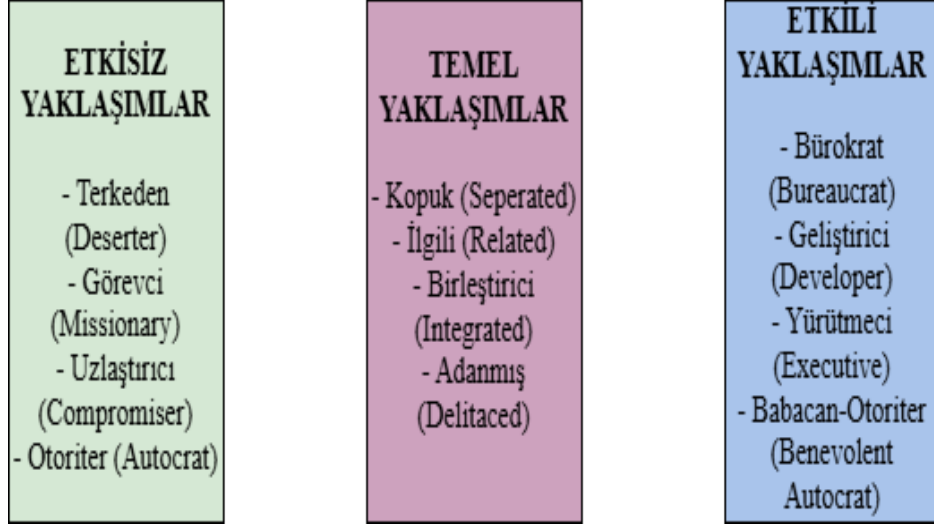 ETKİSİZ
YAKLAŞIMLAR
- Terkeden
(Deserter)
- Görevci
(Missionary)
- Uzlaştırıcı
(Compromiser)
- Otoriter (Autocrat)
TEMEL
YAKLAŞIMLAR
- Kopuk (Seperated)
- İlgili (Related)
- Birleştirici
(Integrated)
- Adanmış
(Delitaced)
ETKİLİ
YAKLAŞIMLAR
- Bürokrat
(Bureaucrat)
- Geliştirici
(Developer)
- Yürütmeci
(Executive)
- Babacan-Otoriter
(Benevolent
Autocrat)